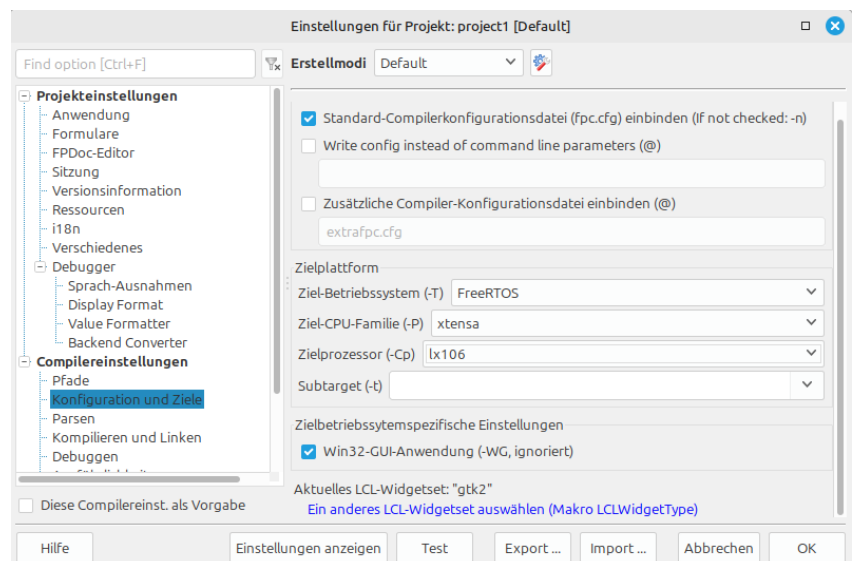 Einstellungen für Projekt: project1 [Default]
Find option [Ctrl+F]
Erstellmodi Default
Projekteinstellungen
Anwendung
Formulare
FPDoc-Editor
Sitzung
Versionsinformation
Ressourcen
i18n
Verschiedenes
Debugger
Sprach-Ausnahmen
Display Format
Value Formatter
Backend Converter
Compilereinstellungen
Pfade
Konfiguration und Ziele
Parsen
Kompilieren und Linken
Debuggen
Diese Compilereinst. als Vorgabe
Standard-Compilerkonfigurationsdatei (fpc.cfg) einbinden (If not checked: -n)
Write config instead of command line parameters (@)
Zusätzliche Compiler-Konfigurationsdatei einbinden (@)
extrafpc.cfg
Zielplattform
Ziel-Betriebssystem (-T) FreeRTOS
Ziel-CPU-Familie (-P) xtensa
Zielprozessor (-Cp) lx106
Subtarget (-t)
Zielbetriebssytemspezifische Einstellungen
Win32-GUI-Anwendung (-WG, ignoriert)
Aktuelles LCL-Widgetset: "gtk2"
Ein anderes LCL-Widgetset auswählen (Makro LCLWidgetType)
Hilfe Einstellungen anzeigen Test Export ... Import ... Abbrechen OK